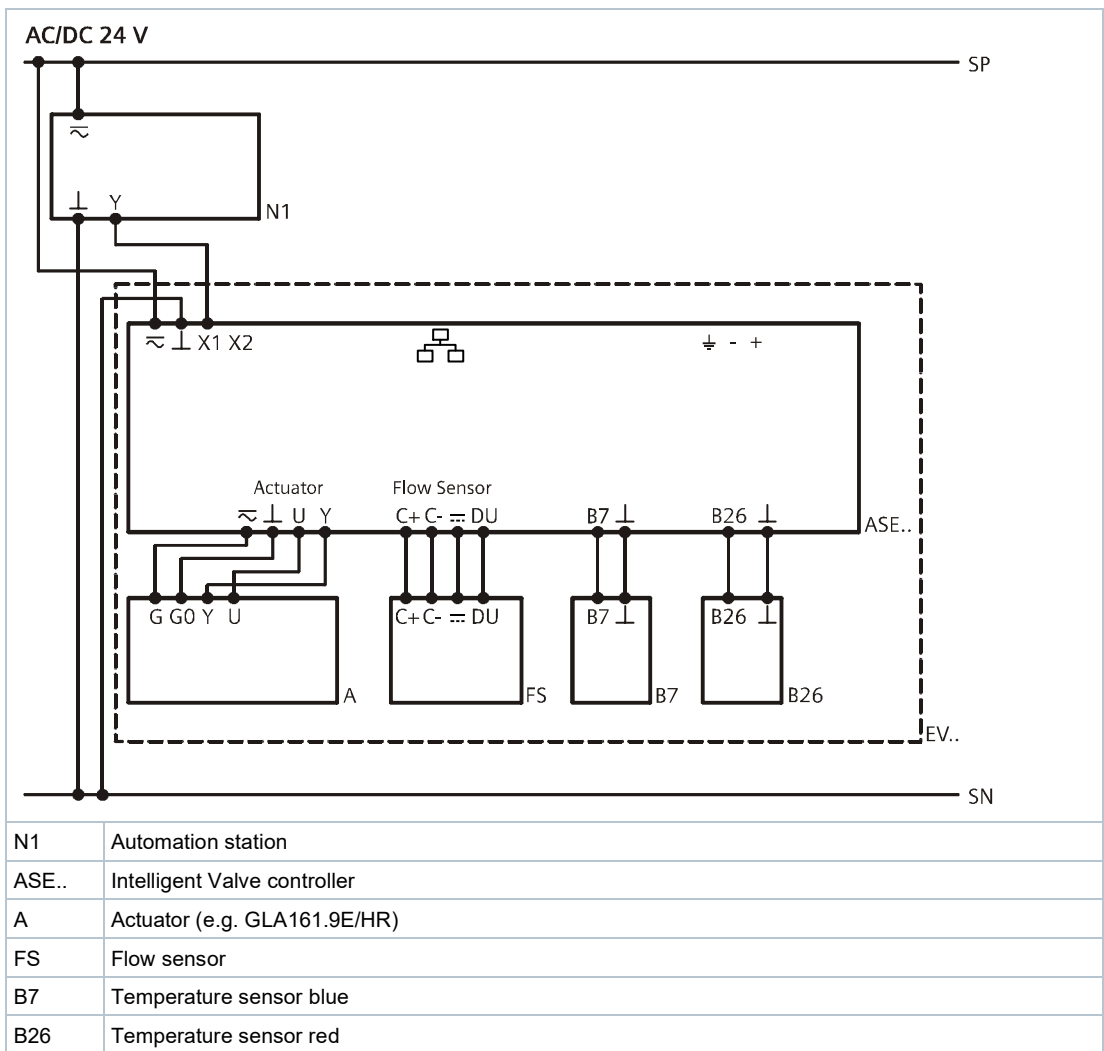 AC/DC 24 V
SP
⏦
⊥ Y
N1
⏦ ⊥ X1 X2
⏚ - +
Actuator
Flow Sensor
⏦ ⊥ U Y
C+ C- ⎓ DU
B7 ⊥
B26 ⊥
ASE..
G G0 Y U
C+ C- ⎓ DU
B7 ⊥
B26 ⊥
A
FS
B7
B26
EV..
SN
N1 Automation station
ASE.. Intelligent Valve controller
A Actuator (e.g. GLA161.9E/HR)
FS Flow sensor
B7 Temperature sensor blue
B26 Temperature sensor red